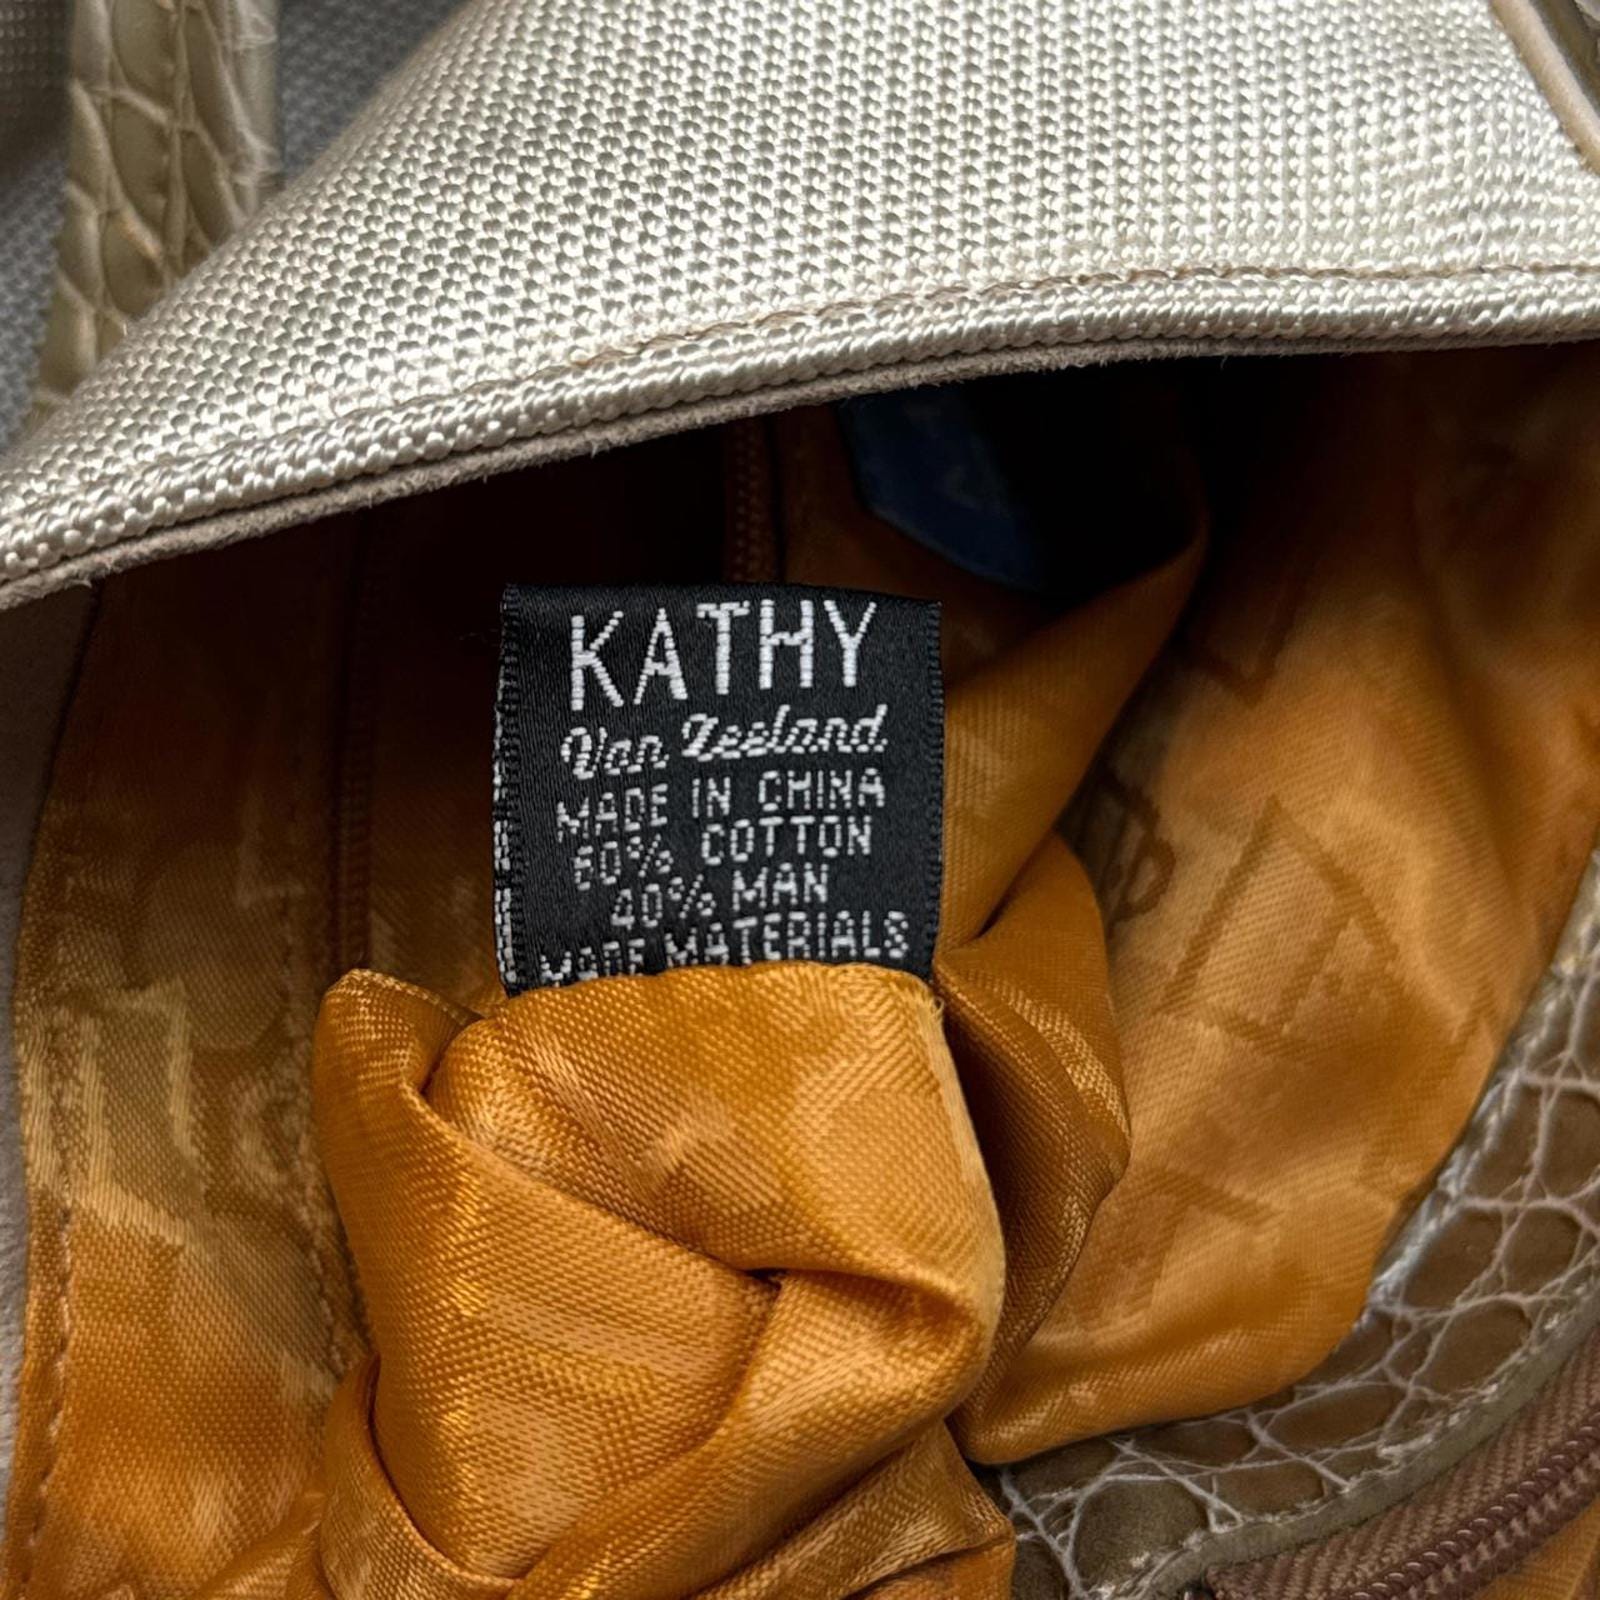 KATHY
Van Zeeland
MADE IN CHINA
60% COTTON
40% MAN
MADE MATERIALS